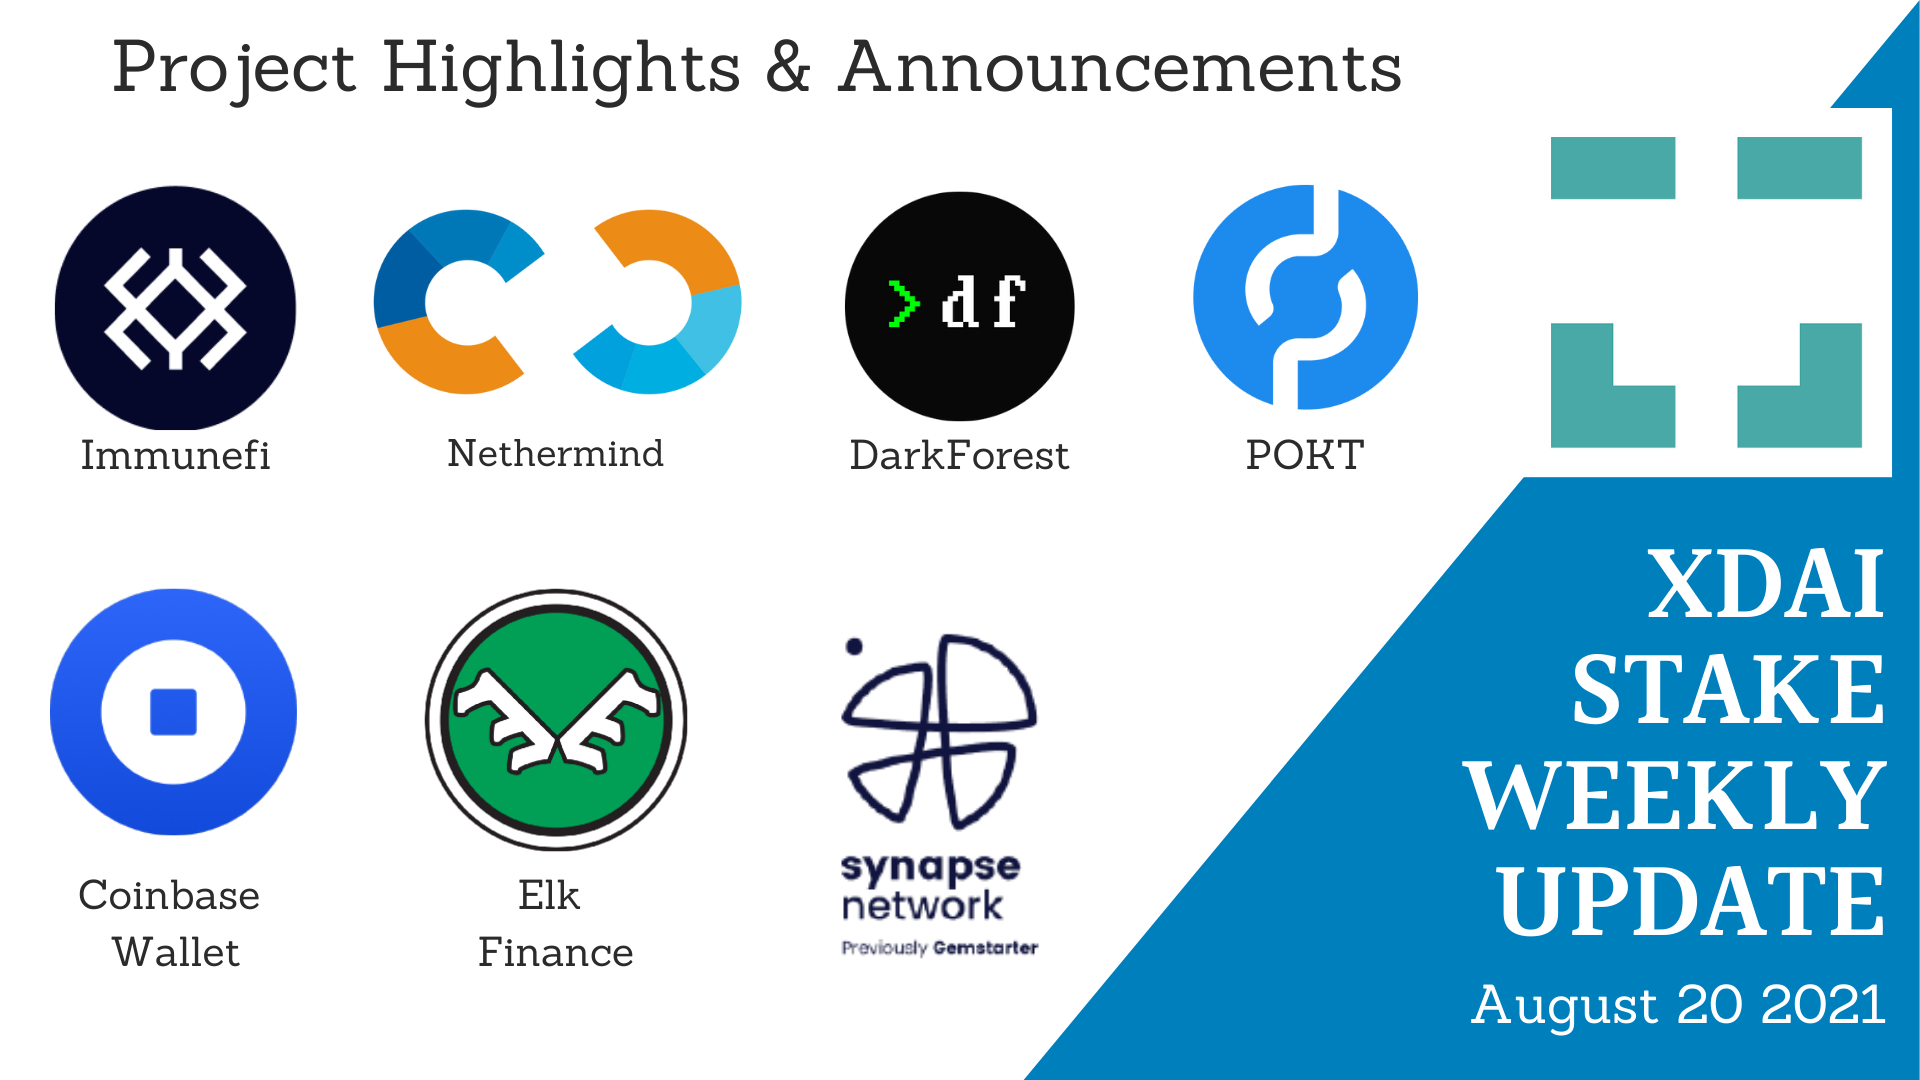 Project Highlights & Announcements
>df
Immunefi
Nethermind
DarkForest
POKT
Coinbase
Wallet
Elk
Finance
synapse
network
Previously Gemstarter
XDAI
STAKE
WEEKLY
UPDATE
August 20 2021